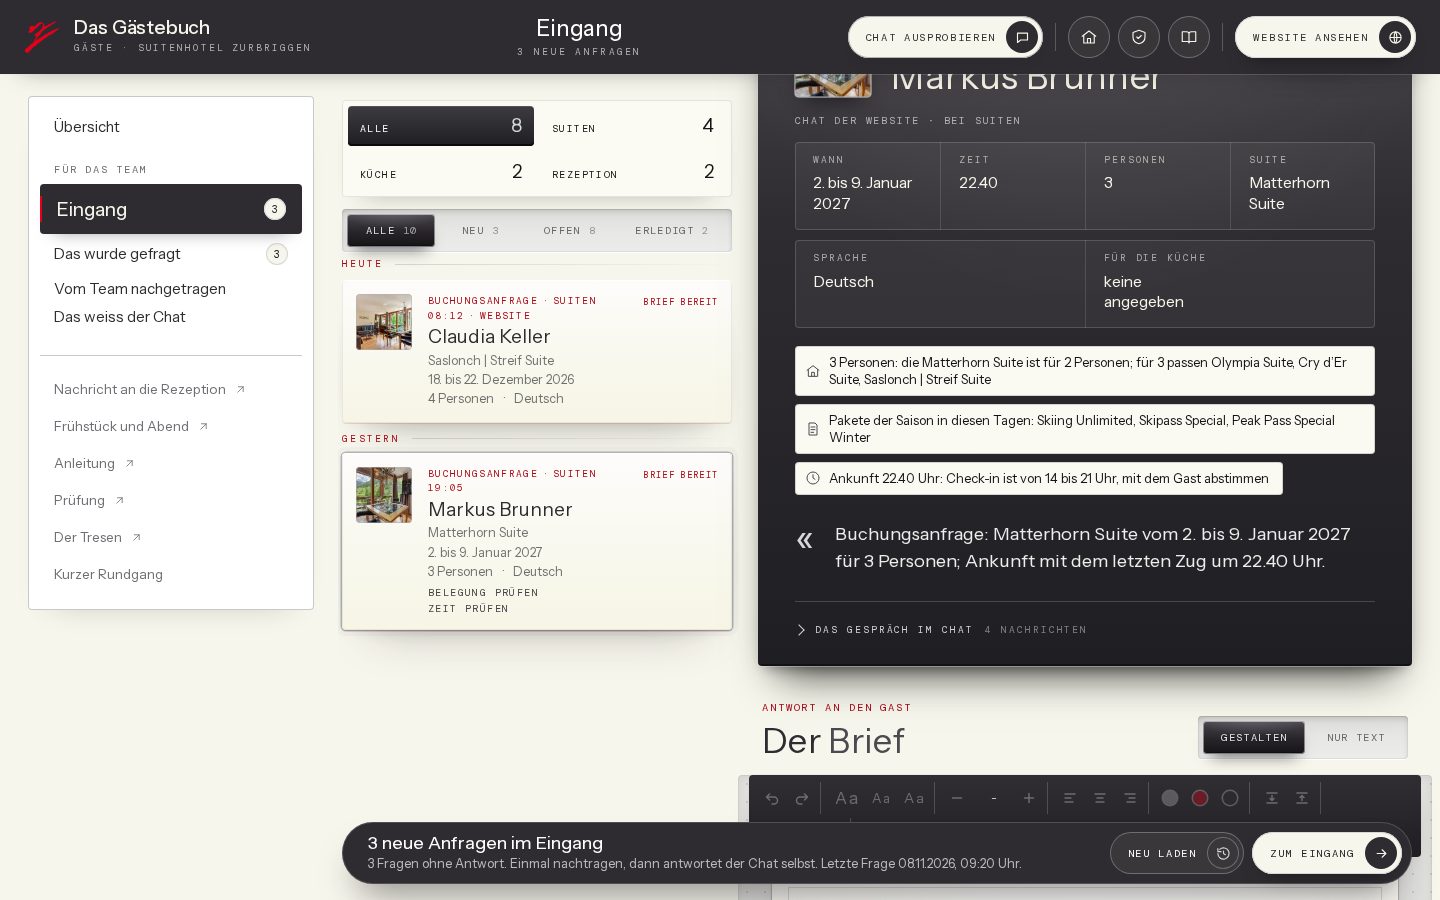 Das Gästebuch
GÄSTE · SUITENHOTEL ZURBRIGGEN
Eingang
3 NEUE ANFRAGEN
CHAT AUSPROBIEREN
WEBSITE ANSEHEN
Übersicht
FÜR DAS TEAM
Eingang 3
Das wurde gefragt 3
Vom Team nachgetragen
Das weiss der Chat
Nachricht an die Rezeption
Frühstück und Abend
Anleitung
Prüfung
Der Tresen
Kurzer Rundgang
ALLE 8
SUITEN 4
KÜCHE 2
REZEPTION 2
ALLE 10
NEU 3
OFFEN 8
ERLEDIGT 2
HEUTE
BUCHUNGSANFRAGE · SUITEN
08:12 · WEBSITE
BRIEF BEREIT
Claudia Keller
Saslonch | Streif Suite
18. bis 22. Dezember 2026
4 Personen · Deutsch
GESTERN
BUCHUNGSANFRAGE · SUITEN
19:05
BRIEF BEREIT
Markus Brunner
Matterhorn Suite
2. bis 9. Januar 2027
3 Personen · Deutsch
BELEGUNG PRÜFEN
ZEIT PRÜFEN
Markus Brunner
CHAT DER WEBSITE · BEI SUITEN
WANN
2. bis 9. Januar
2027
ZEIT
22.40
PERSONEN
3
SUITE
Matterhorn
Suite
SPRACHE
Deutsch
FÜR DIE KÜCHE
keine
angegeben
3 Personen: die Matterhorn Suite ist für 2 Personen; für 3 passen Olympia Suite, Cry d'Er
Suite, Saslonch | Streif Suite
Pakete der Saison in diesen Tagen: Skiing Unlimited, Skipass Special, Peak Pass Special
Winter
Ankunft 22.40 Uhr: Check-in ist von 14 bis 21 Uhr, mit dem Gast abstimmen
« Buchungsanfrage: Matterhorn Suite vom 2. bis 9. Januar 2027
für 3 Personen; Ankunft mit dem letzten Zug um 22.40 Uhr.
DAS GESPRÄCH IM CHAT 4 NACHRICHTEN
ANTWORT AN DEN GAST
Der Brief
GESTALTEN
NUR TEXT
Aa Aa Aa
3 neue Anfragen im Eingang
3 Fragen ohne Antwort. Einmal nachtragen, dann antwortet der Chat selbst. Letzte Frage 08.11.2026, 09:20 Uhr.
NEU LADEN
ZUM EINGANG